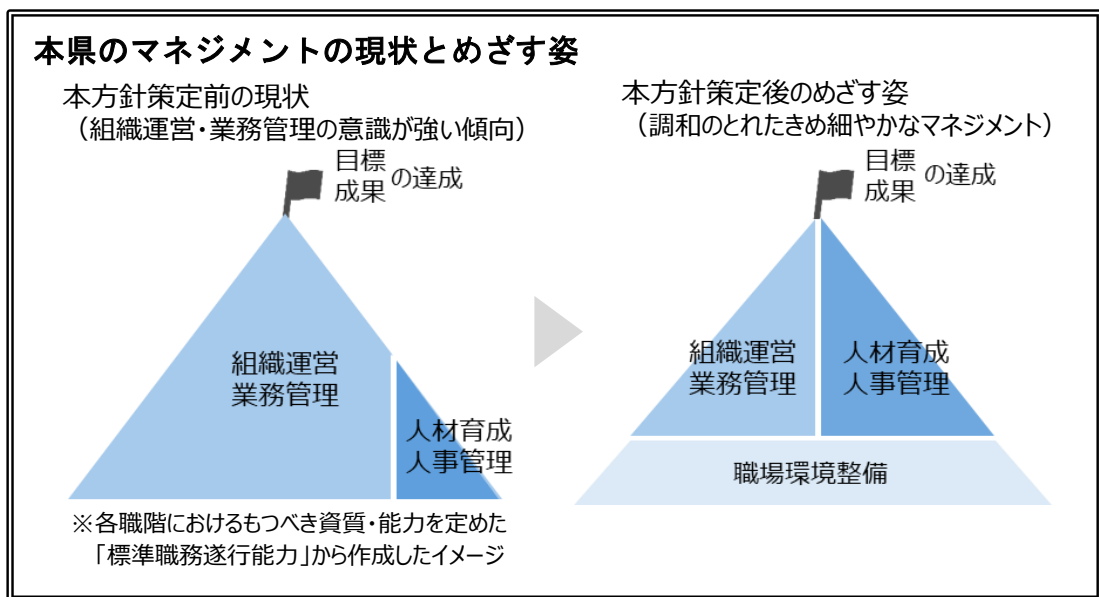 本県のマネジメントの現状とめざす姿
本方針策定前の現状
（組織運営・業務管理の意識が強い傾向）
目標
成果
の達成
組織運営
業務管理
人材育成
人事管理
※各職階におけるもつべき資質・能力を定めた
「標準職務遂行能力」から作成したイメージ
本方針策定後のめざす姿
（調和のとれたきめ細やかなマネジメント）
目標
成果
の達成
組織運営
業務管理
人材育成
人事管理
職場環境整備